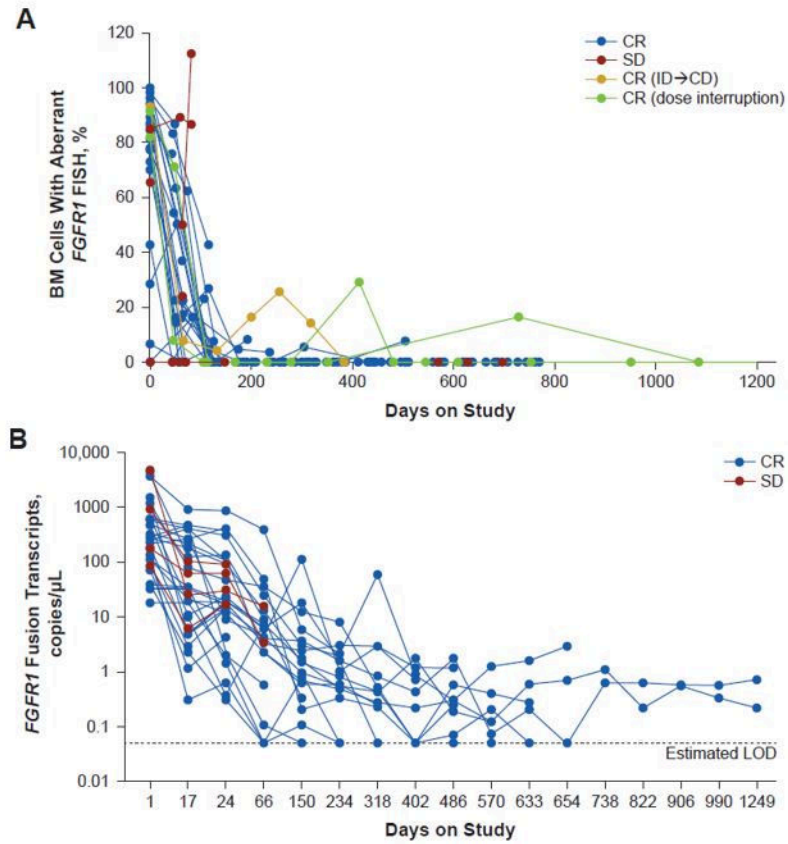 A
CR
SD
CR (ID→CD)
CR (dose interruption)
BM Cells With Aberrant
FGFR1 FISH, %
120
100
80
60
40
20
0
0 200 400 600 800 1000 1200
Days on Study
B
CR
SD
FGFR1 Fusion Transcripts,
copies/µL
10,000
1000
100
10
1
0.1
0.01
Estimated LOD
1 17 24 66 150 234 318 402 486 570 633 654 738 822 906 990 1249
Days on Study